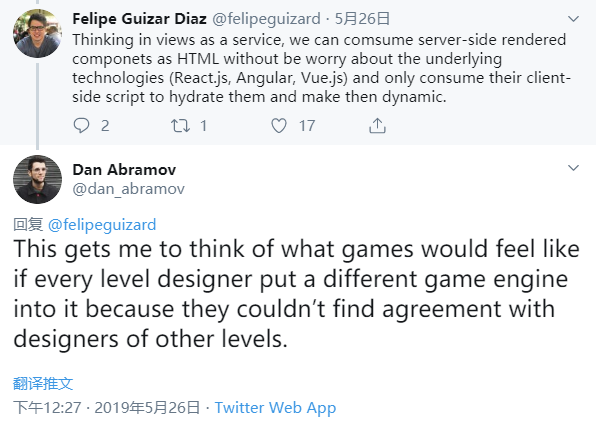 Felipe Guizar Diaz @felipeguizard · 5月26日
Thinking in views as a service, we can comsume server-side rendered
componets as HTML without be worry about the underlying
technologies (React.js, Angular, Vue.js) and only consume their client-
side script to hydrate them and make then dynamic.
2 1 17
Dan Abramov
@dan_abramov
回复 @felipeguizard
This gets me to think of what games would feel like
if every level designer put a different game engine
into it because they couldn’t find agreement with
designers of other levels.
翻译推文
下午12:27 · 2019年5月26日 · Twitter Web App